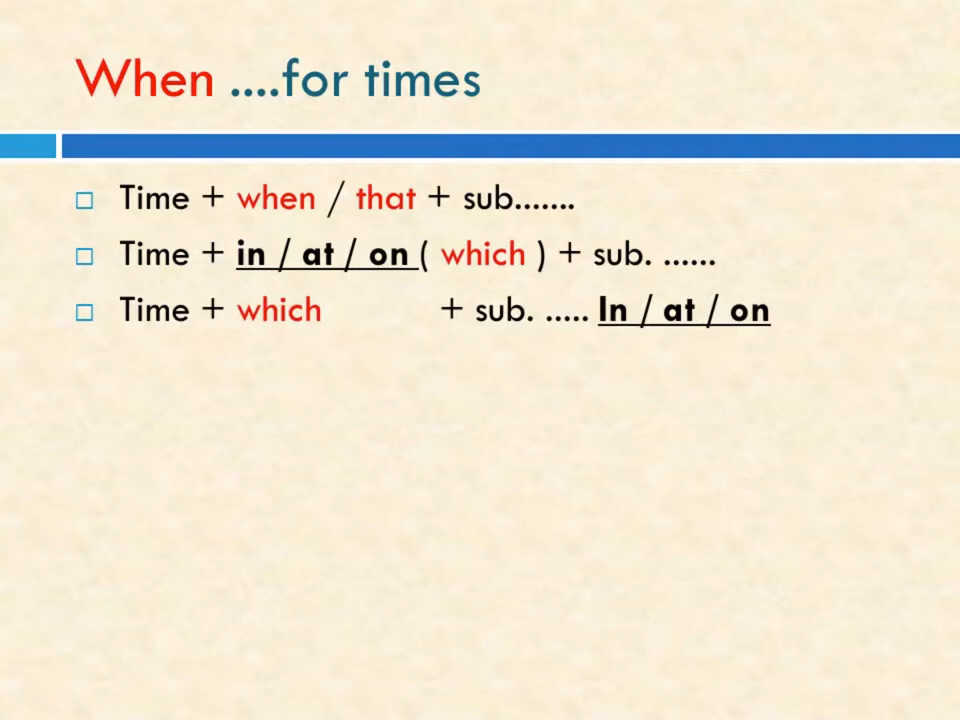 When ....for times
Time + when / that + sub.......
Time + in / at / on ( which ) + sub. ......
Time + which + sub. ..... In / at / on